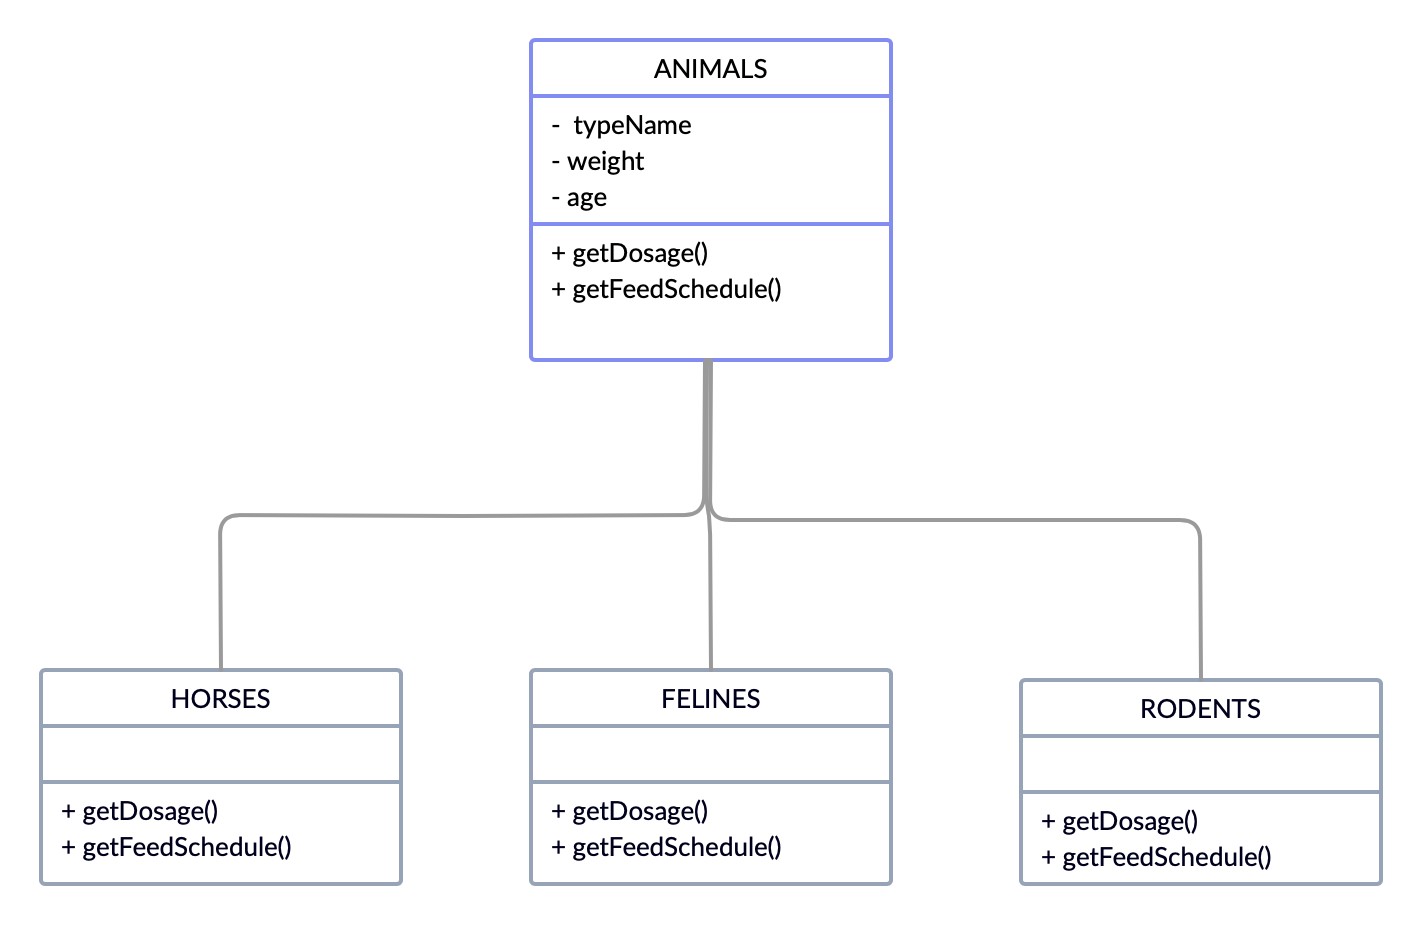 ANIMALS
-  typeName
- weight
- age
+ getDosage()
+ getFeedSchedule()
HORSES
+ getDosage()
+ getFeedSchedule()
FELINES
+ getDosage()
+ getFeedSchedule()
RODENTS
+ getDosage()
+ getFeedSchedule()